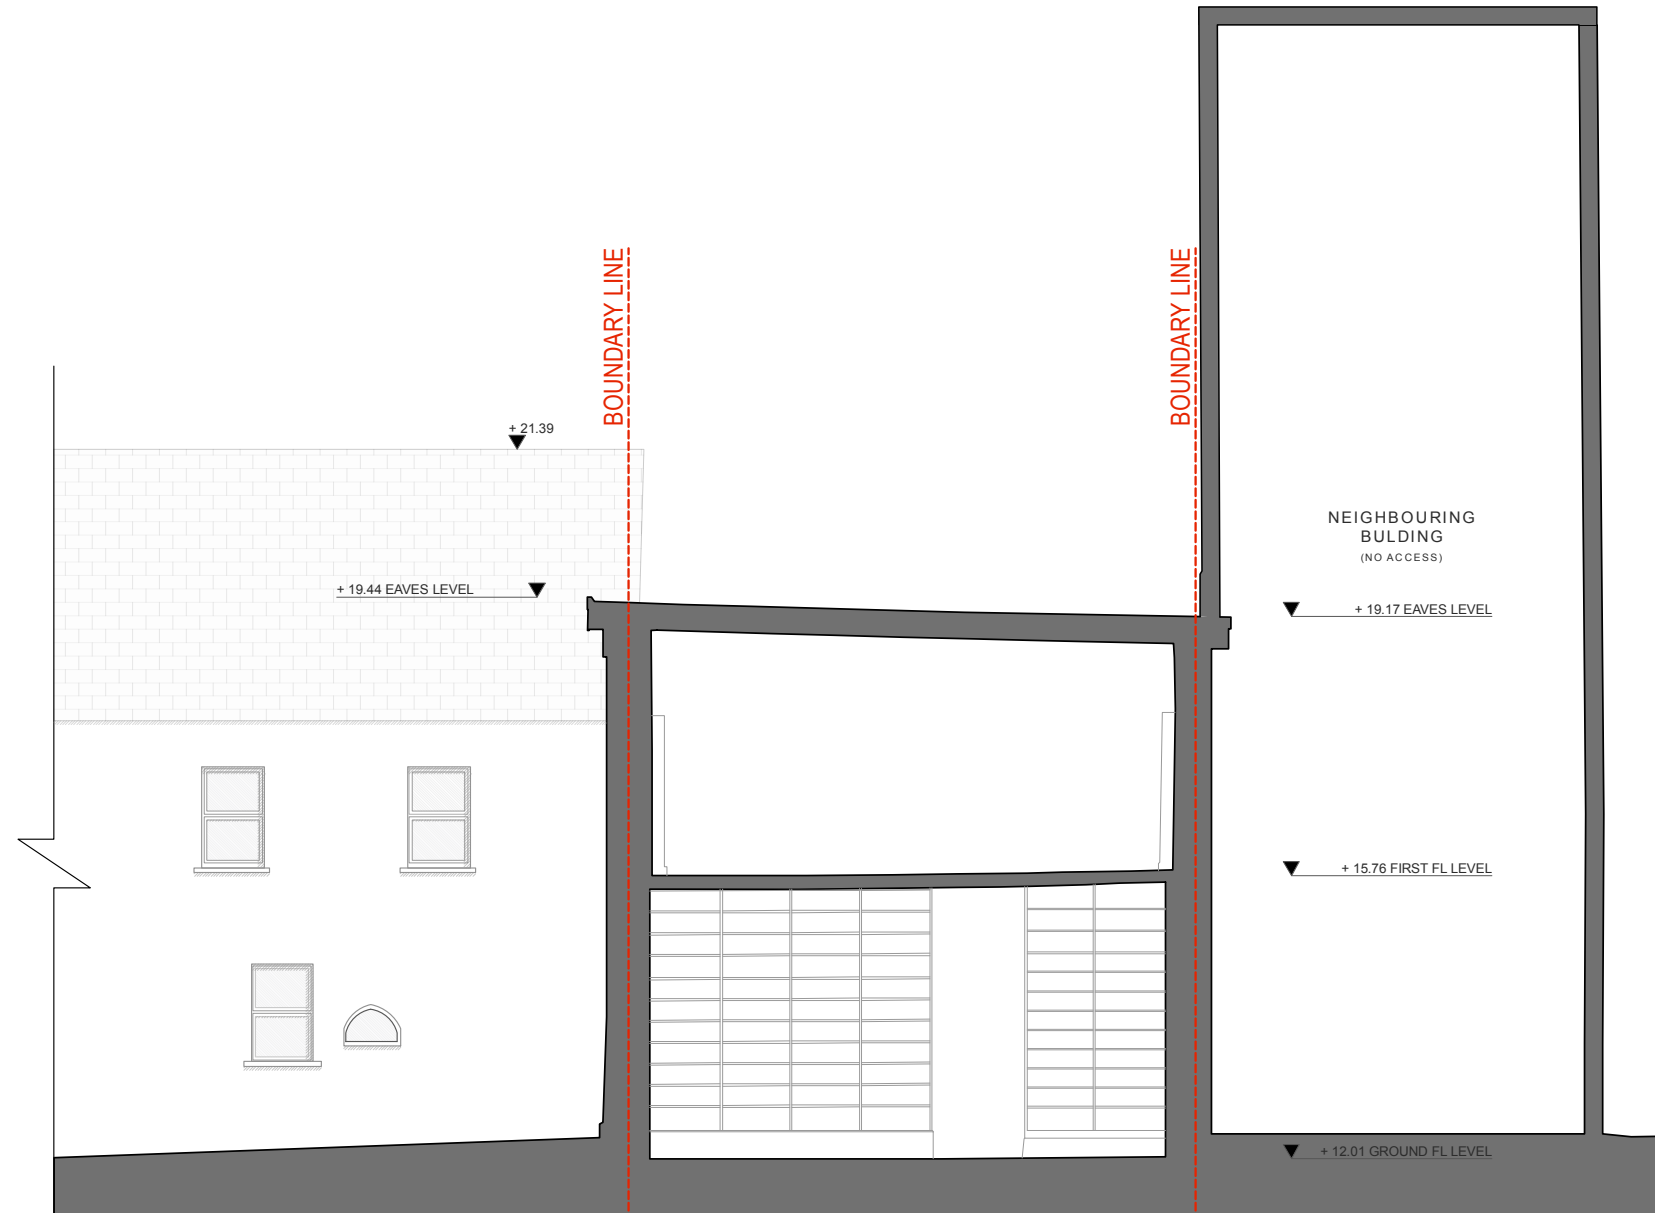 BOUNDARY LINE
BOUNDARY LINE
+ 21.39
NEIGHBOURING
BULDING
(NO ACCESS)
+ 19.44 EAVES LEVEL
+ 19.17 EAVES LEVEL
+ 15.76 FIRST FL LEVEL
+ 12.01 GROUND FL LEVEL